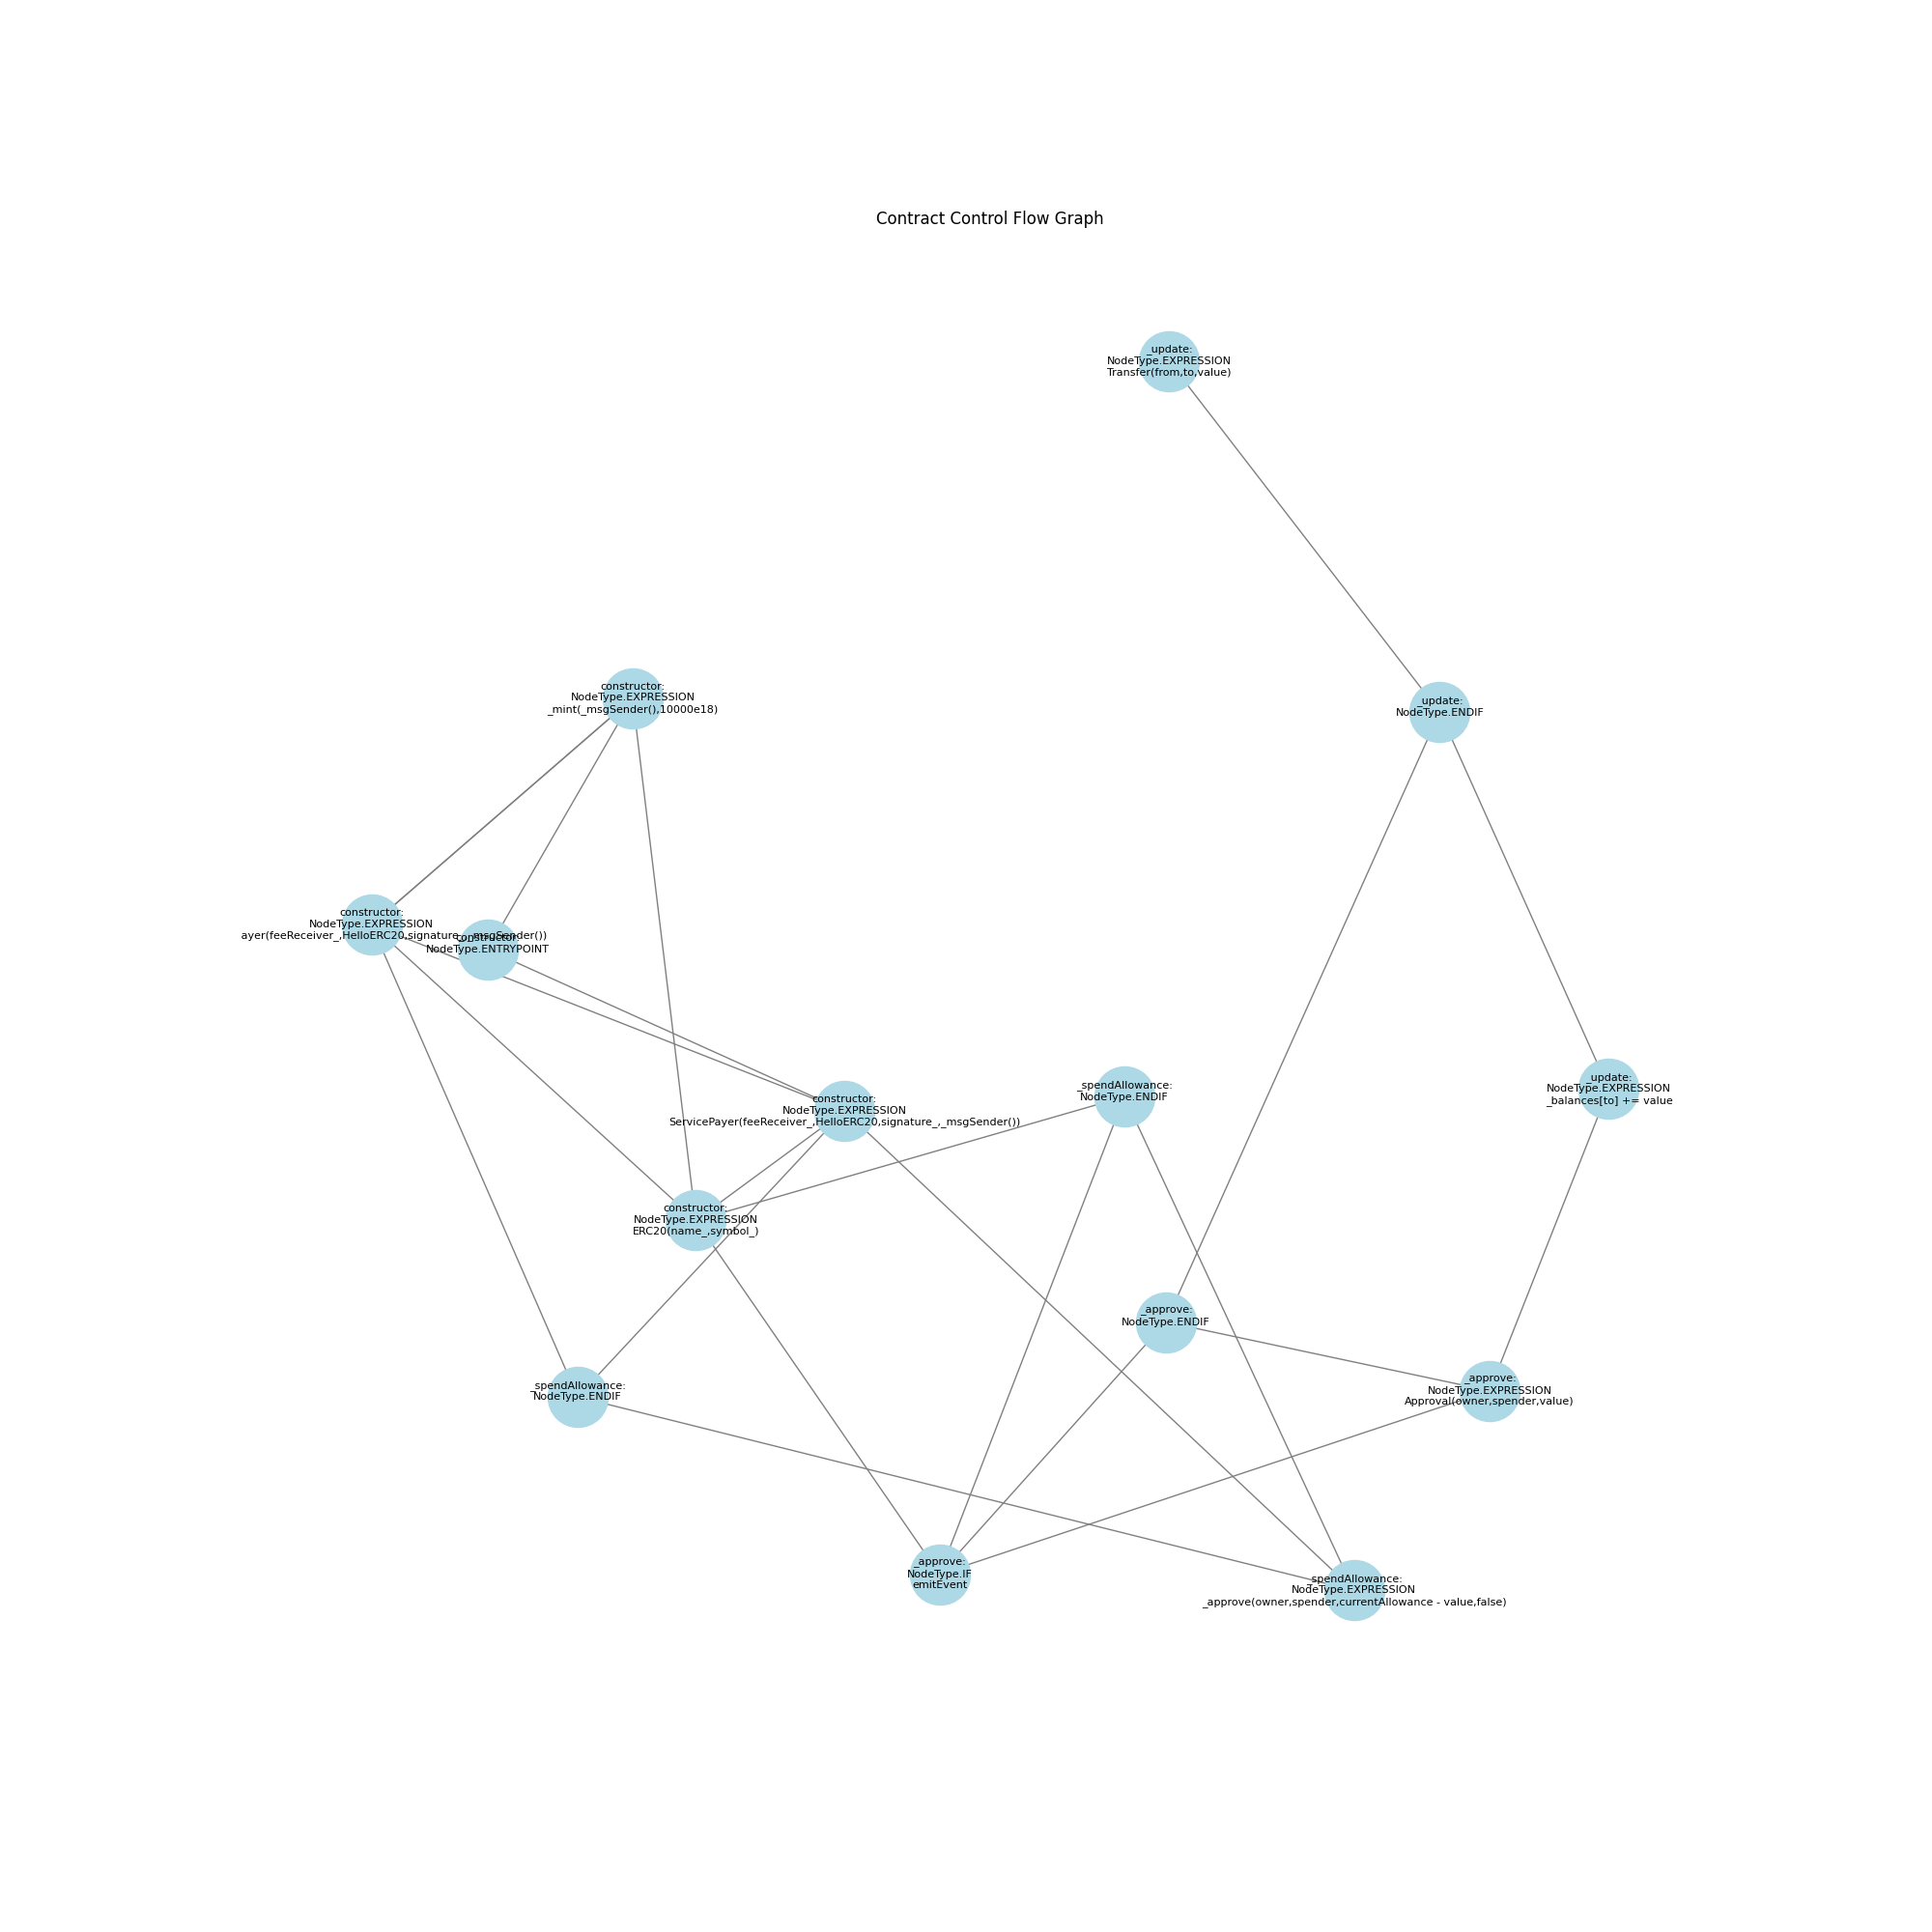 Contract Control Flow Graph
_update:
NodeType.EXPRESSION
Transfer(from,to,value)
constructor:
NodeType.EXPRESSION
_mint(_msgSender(),10000e18)
_update:
NodeType.ENDIF
constructor:
NodeType.EXPRESSION
ayer(feeReceiver_,HelloERC20,signature_,_msgSender())
constructor:
NodeType.ENTRYPOINT
_update:
NodeType.EXPRESSION
_balances[to] += value
_spendAllowance:
NodeType.ENDIF
constructor:
NodeType.EXPRESSION
ServicePayer(feeReceiver_,HelloERC20,signature_,_msgSender())
constructor:
NodeType.EXPRESSION
ERC20(name_,symbol_)
_approve:
NodeType.ENDIF
_spendAllowance:
NodeType.ENDIF
_approve:
NodeType.EXPRESSION
Approval(owner,spender,value)
_approve:
NodeType.IF
emitEvent
_spendAllowance:
NodeType.EXPRESSION
_approve(owner,spender,currentAllowance - value,false)